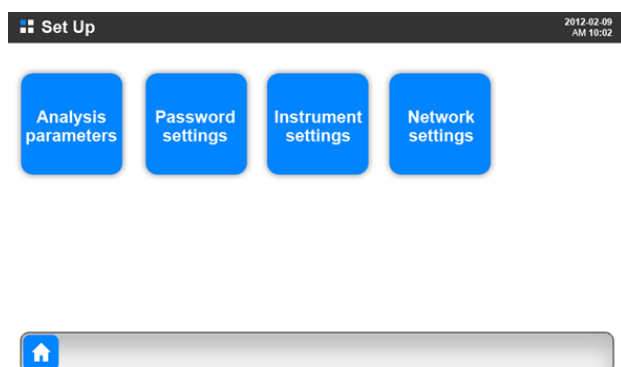 Set Up
2012-02-09
AM 10:02
Analysis
parameters
Password
settings
Instrument
settings
Network
settings